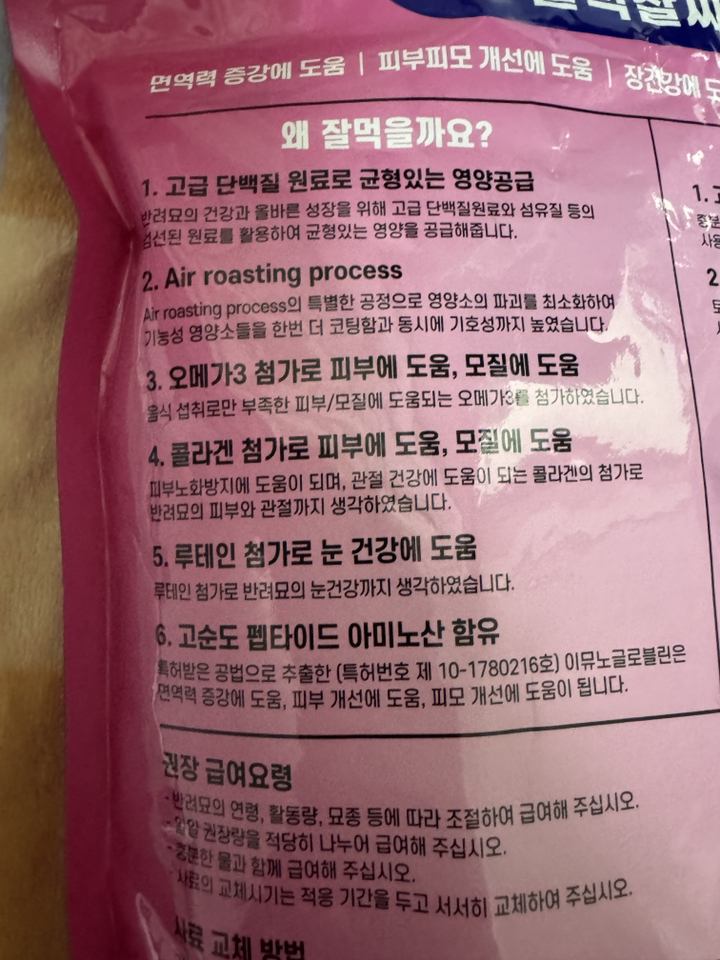 면역력 증강에 도움 | 피부피모 개선에 도움 | 장건강에
왜 잘먹을까요?
1. 고급 단백질 원료로 균형있는 영양공급
반려묘의 건강과 올바른 성장을 위해 고급 단백질원료와 섬유질 등의
엄선된 원료를 활용하여 균형있는 영양을 공급해줍니다.
2. Air roasting process
Air roasting process의 특별한 공정으로 영양소의 파괴를 최소화하여
기능성 영양소들을 한번 더 코팅함과 동시에 기호성까지 높였습니다.
3. 오메가3 첨가로 피부에 도움, 모질에 도움
음식 섭취로만 부족한 피부/모질에 도움되는 오메가3를 첨가하였습니다.
4. 콜라겐 첨가로 피부에 도움, 모질에 도움
피부노화방지에 도움이 되며, 관절 건강에 도움이 되는 콜라겐의 첨가로
반려묘의 피부와 관절까지 생각하였습니다.
5. 루테인 첨가로 눈 건강에 도움
루테인 첨가로 반려묘의 눈건강까지 생각하였습니다.
6. 고순도 펩타이드 아미노산 함유
특허받은 공법으로 추출한 (특허번호 제 10-1780216호) 이뮤노글로블린은
면역력 증강에 도움, 피부 개선에 도움, 피모 개선에 도움이 됩니다.
권장 급여요령
- 반려묘의 연령, 활동량, 묘종 등에 따라 조절하여 급여해 주십시오.
- 일일 권장량을 적당히 나누어 급여해 주십시오.
- 충분한 물과 함께 급여해 주십시오.
- 사료의 교체시기는 적응 기간을 두고 서서히 교체하여 주십시오.
사료 교체 방법
1.
2